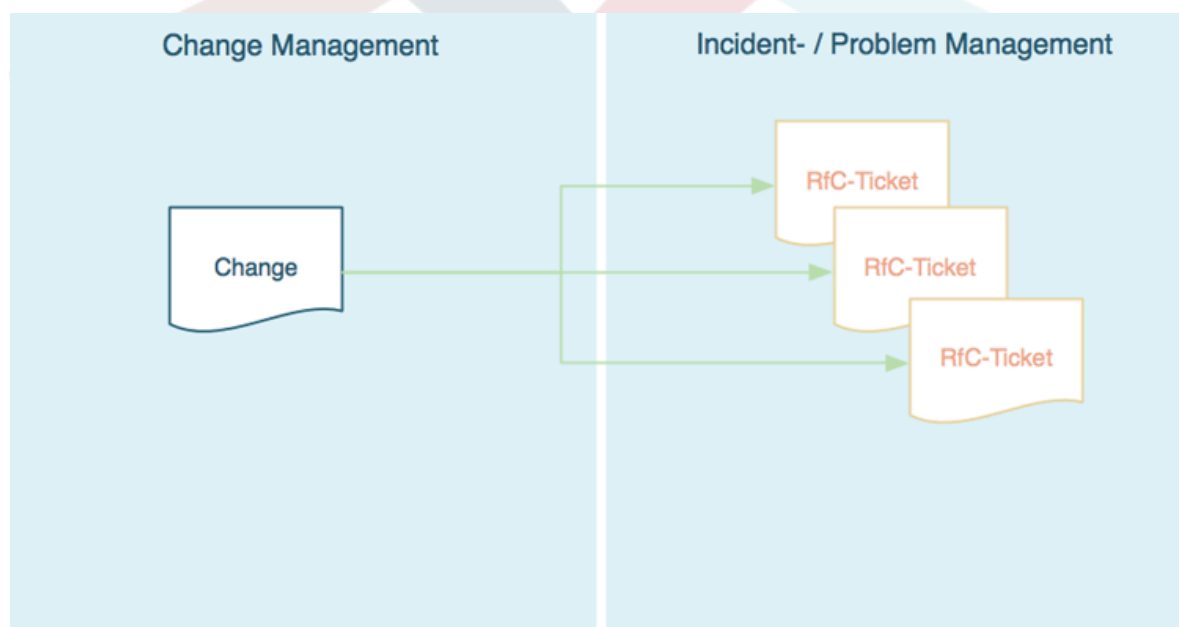 Change Management
Incident- / Problem Management
Change
RfC-Ticket
RfC-Ticket
RfC-Ticket